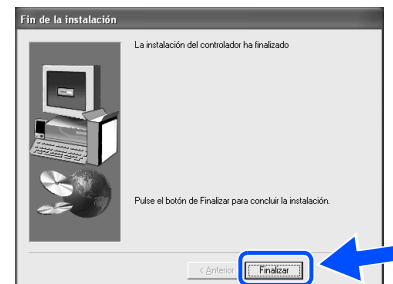 Fin de la instalación
La instalación del controlador ha finalizado
Pulse el botón de Finalizar para concluir la instalación.
< Anterior
Finalizar